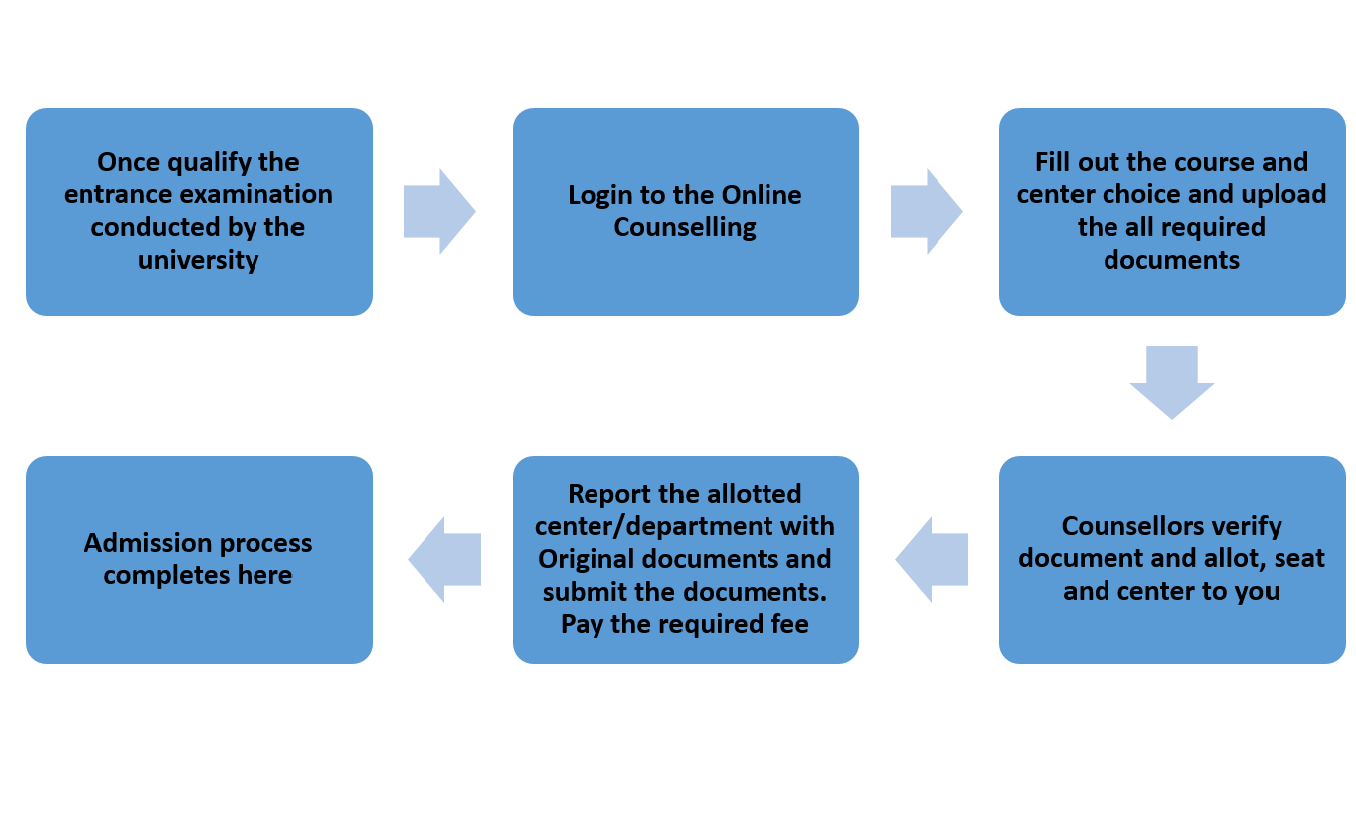 Once qualify the
entrance examination
conducted by the
university
Login to the Online
Counselling
Fill out the course and
center choice and upload
the all required
documents
Counsellors verify
document and allot, seat
and center to you
Report the allotted
center/department with
Original documents and
submit the documents.
Pay the required fee
Admission process
completes here